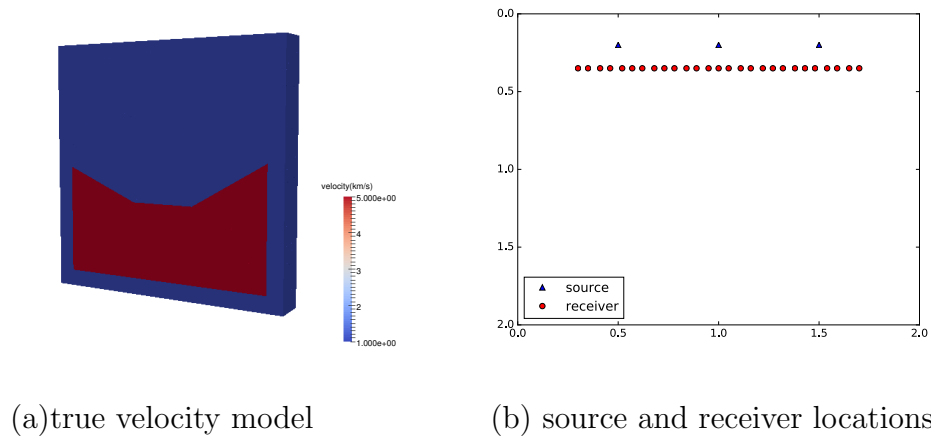 velocity(km/s)
5.000e+00
4
3
2
1.000e+00
0.0
0.5
1.0
1.5
2.0
0.0 0.5 1.0 1.5 2.0
source
receiver
(a)true velocity model
(b) source and receiver locations